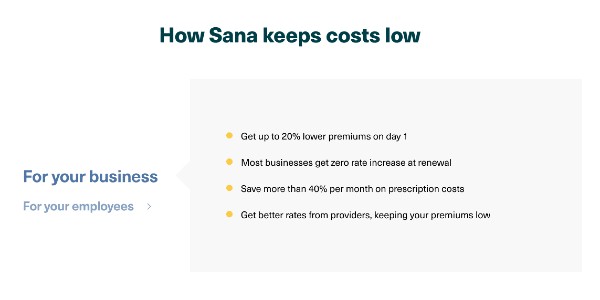 How Sana keeps costs low
For your business
For your employees
Get up to 20% lower premiums on day 1
Most businesses get zero rate increase at renewal
Save more than 40% per month on prescription costs
Get better rates from providers, keeping your premiums low